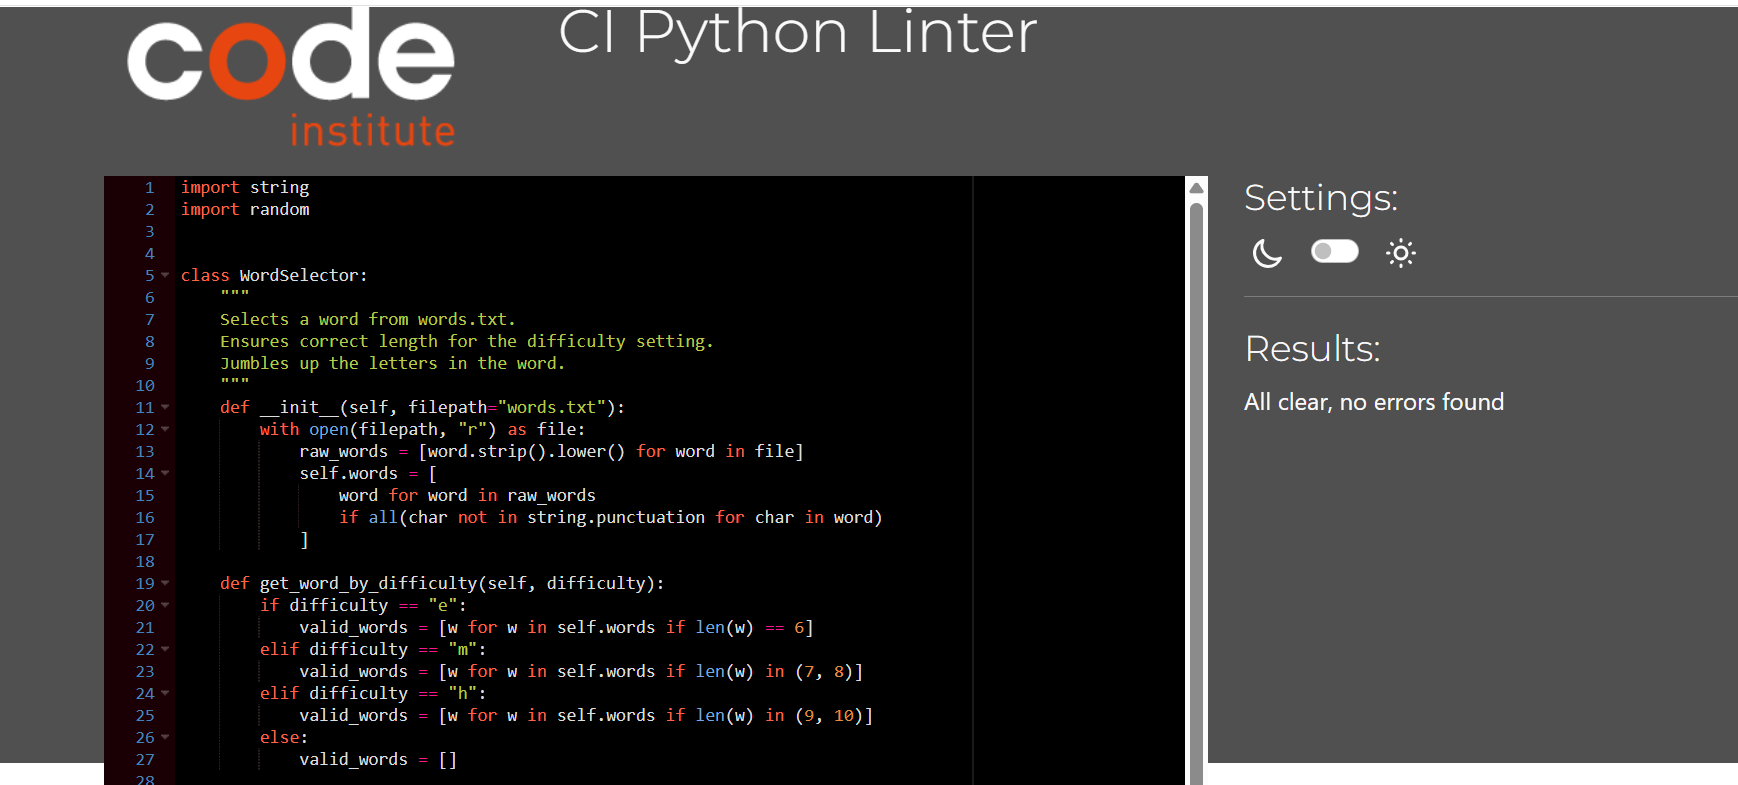 code
institute
CI Python Linter
1 import string
2 import random
3
4
5 class WordSelector:
6     """
7     Selects a word from words.txt.
8     Ensures correct length for the difficulty setting.
9     Jumbles up the letters in the word.
10     """
11     def __init__(self, filepath="words.txt"):
12         with open(filepath, "r") as file:
13             raw_words = [word.strip().lower() for word in file]
14             self.words = [
15                 word for word in raw_words
16                 if all(char not in string.punctuation for char in word)
17             ]
18
19     def get_word_by_difficulty(self, difficulty):
20         if difficulty == "e":
21             valid_words = [w for w in self.words if len(w) == 6]
22         elif difficulty == "m":
23             valid_words = [w for w in self.words if len(w) in (7, 8)]
24         elif difficulty == "h":
25             valid_words = [w for w in self.words if len(w) in (9, 10)]
26         else:
27             valid_words = []
28
Settings:
Results:
All clear, no errors found